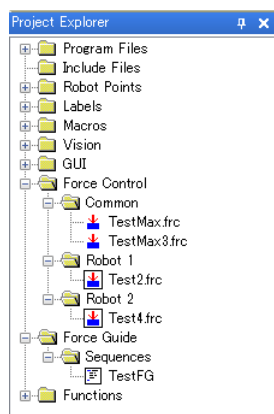 Project Explorer
Program Files
Include Files
Robot Points
Labels
Macros
Vision
GUI
Force Control
Common
TestMax.frc
TestMax3.frc
Robot 1
Test2.frc
Robot 2
Test4.frc
Force Guide
Sequences
TestFG
Functions